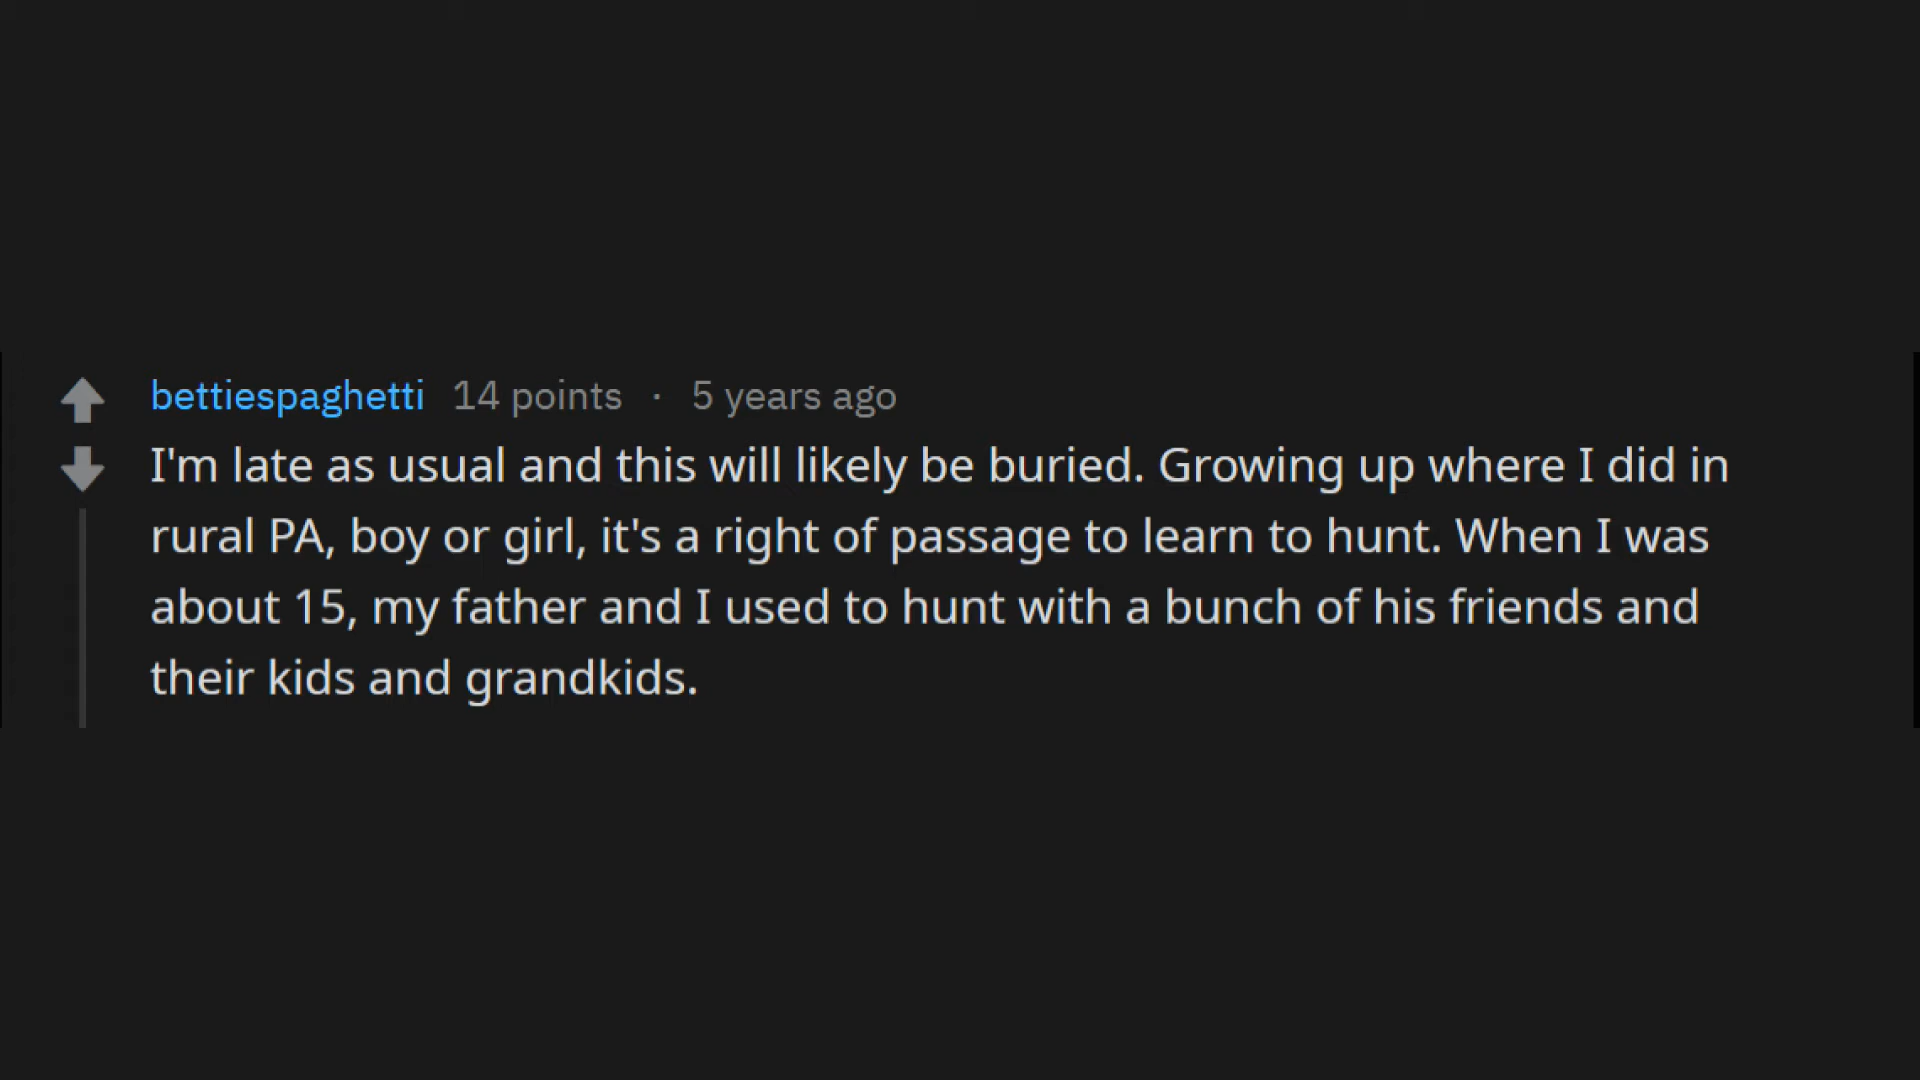 bettiespaghetti 14 points · 5 years ago
I'm late as usual and this will likely be buried. Growing up where I did in
rural PA, boy or girl, it's a right of passage to learn to hunt. When I was
about 15, my father and I used to hunt with a bunch of his friends and
their kids and grandkids.